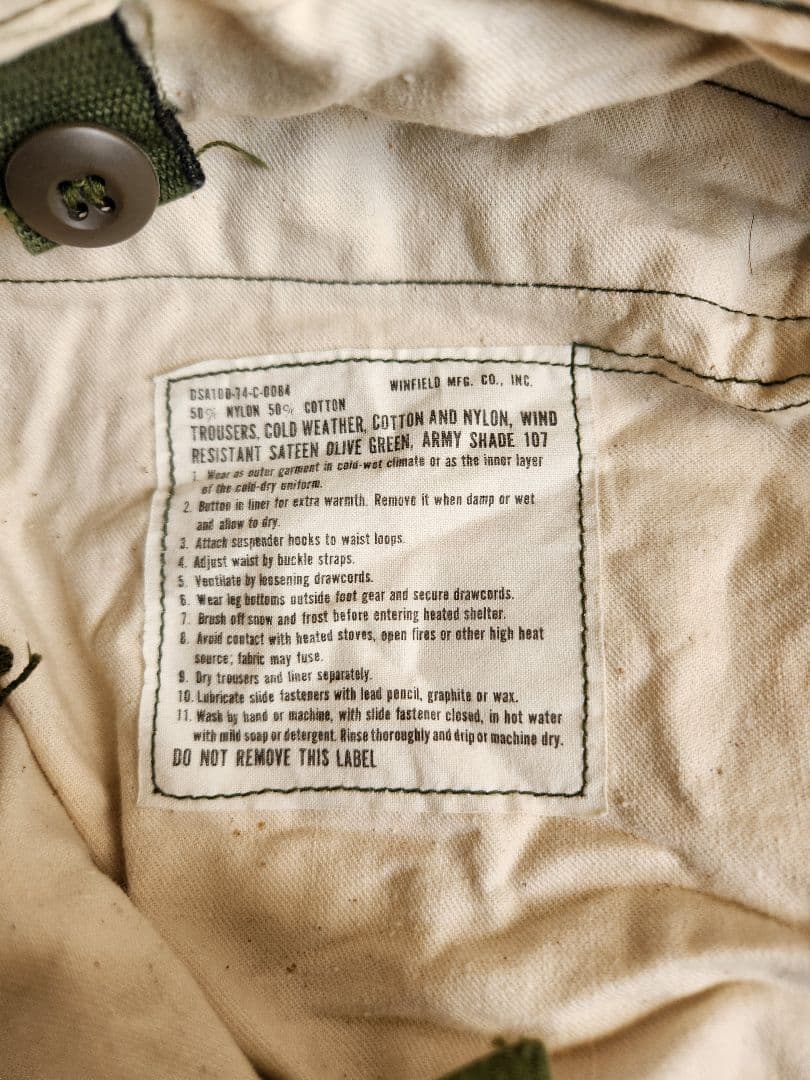 DSA100-74-C-0084 WINFIELD MFG. CO., INC.
50% NYLON 50% COTTON
TROUSERS, COLD WEATHER, COTTON AND NYLON, WIND
RESISTANT SATEEN OLIVE GREEN, ARMY SHADE 107
1. Wear as outer garment in cold-wet climate or as the inner layer
of the cold-dry uniform.
2. Button in liner for extra warmth. Remove it when damp or wet
and allow to dry.
3. Attach suspender hooks to waist loops.
4. Adjust waist by buckle straps.
5. Ventilate by loosening drawcords.
6. Wear leg bottoms outside foot gear and secure drawcords.
7. Brush off snow and frost before entering heated shelter.
8. Avoid contact with heated stoves, open fires or other high heat
source; fabric may fuse.
9. Dry trousers and liner separately.
10. Lubricate slide fasteners with lead pencil, graphite or wax.
11. Wash by hand or machine, with slide fastener closed, in hot water
with mild soap or detergent. Rinse thoroughly and drip or machine dry.
DO NOT REMOVE THIS LABEL